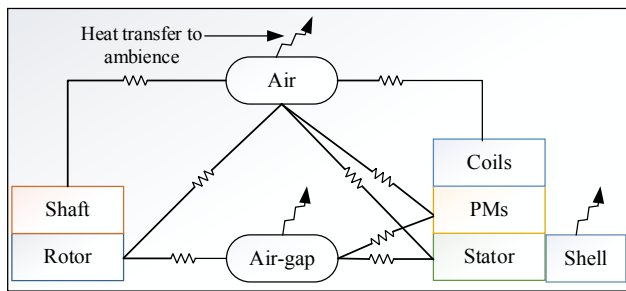 Heat transfer to
ambience
Air
Coils
Shaft
PMs
Rotor
Air-gap
Stator
Shell